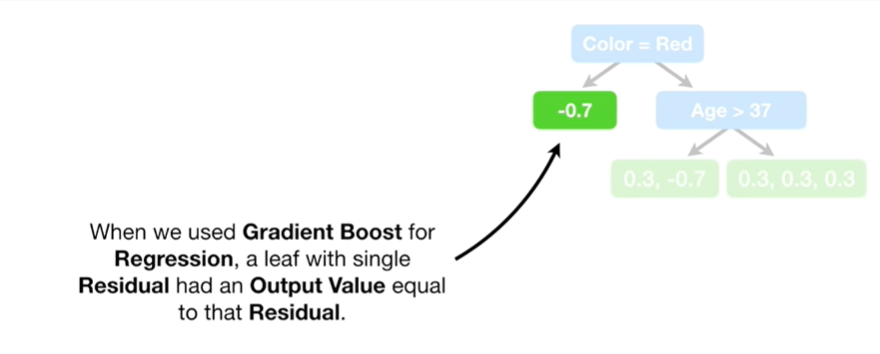 Color = Red
-0.7
Age > 37
0.3, -0.7
0.3, 0.3, 0.3
When we used Gradient Boost for
Regression, a leaf with single
Residual had an Output Value equal
to that Residual.